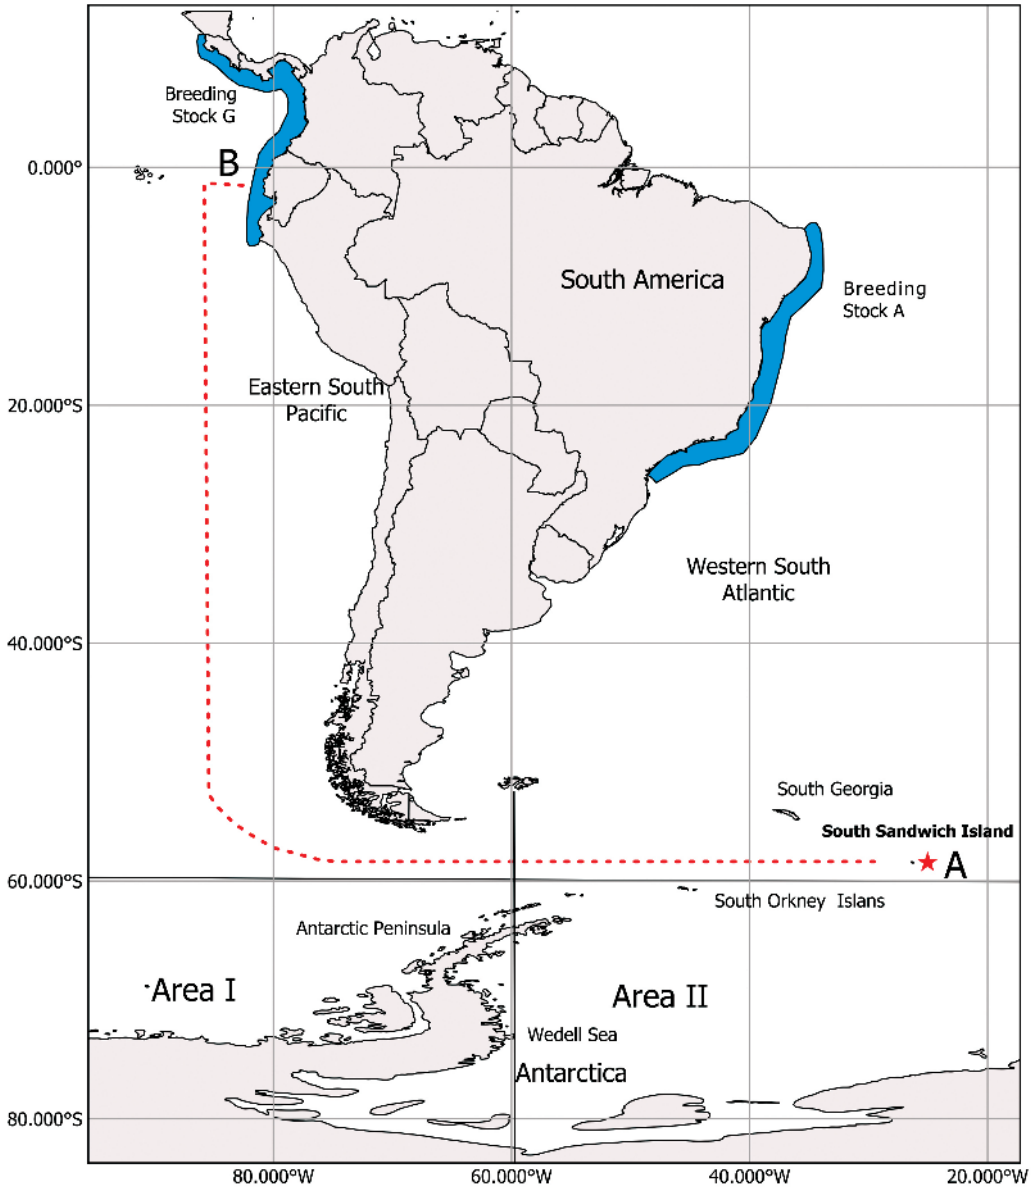 Breeding
Stock G
B
0.000°
South America
Breeding
Stock A
Eastern South
Pacific
20.000°S
Western South
Atlantic
40.000°S
South Georgia
South Sandwich Island
A
60.000°S
South Orkney Islans
Antarctic Peninsula
Area I
Area II
Wedell Sea
Antarctica
80.000°S
80.000°W
60.000°W
40.000°W
20.000°W